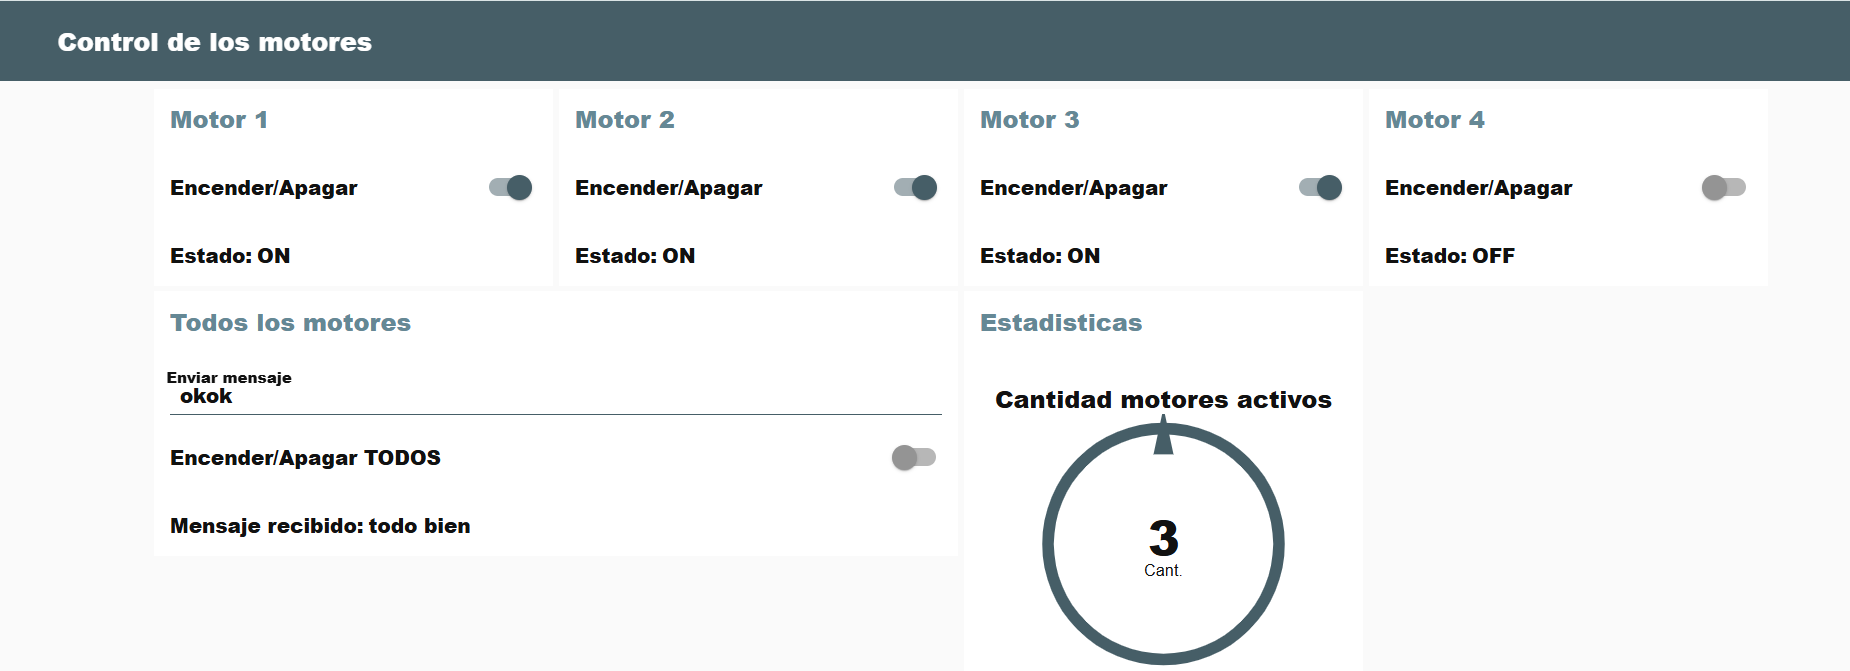 Control de los motores
Motor 1
Encender/Apagar
Estado: ON
Motor 2
Encender/Apagar
Estado: ON
Motor 3
Encender/Apagar
Estado: ON
Motor 4
Encender/Apagar
Estado: OFF
Todos los motores
Enviar mensaje
okok
Encender/Apagar TODOS
Mensaje recibido: todo bien
Estadisticas
Cantidad motores activos
3
Cant.